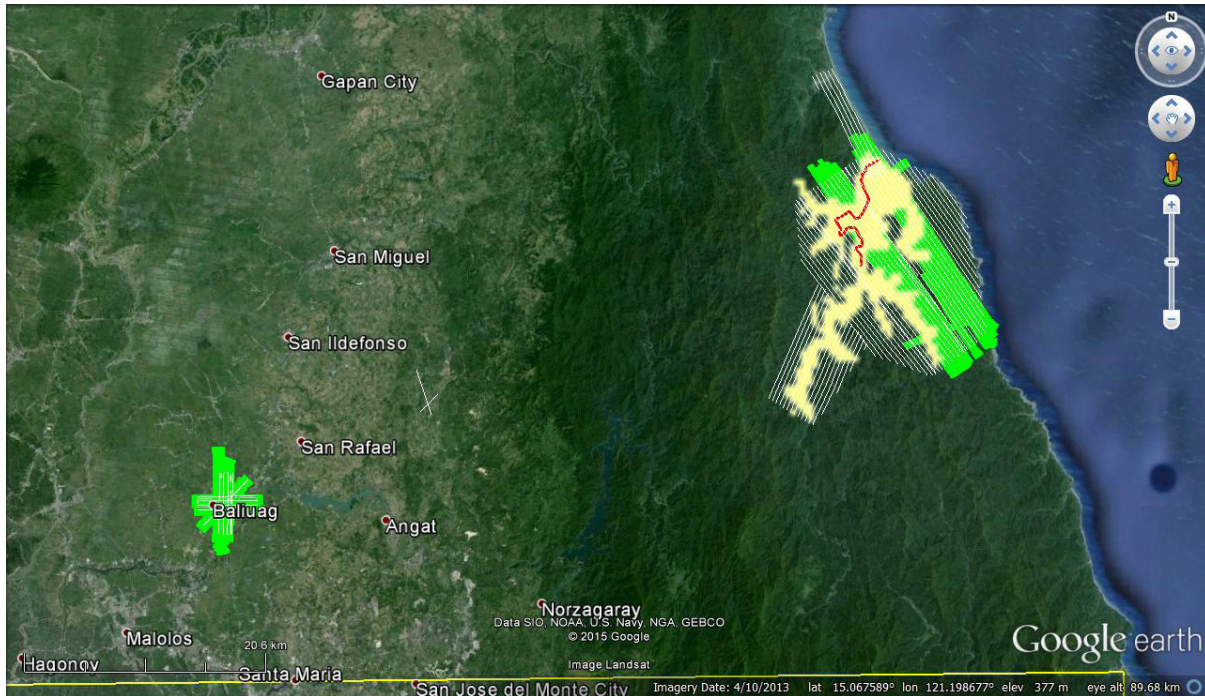 N
Gapan City
San Miguel
San Ildefonso
San Rafael
Baliuag
Angat
Norzagaray
Data SIO, NOAA, U.S. Navy, NGA, GEBCO
© 2015 Google
Malolos
20.6 km
Google earth
Hagonoy
Santa Maria
Image Landsat
San Jose del Monte City
Imagery Date: 4/10/2013 lat 15.067589° lon 121.198677° elev 377 m eye alt 89.68 km